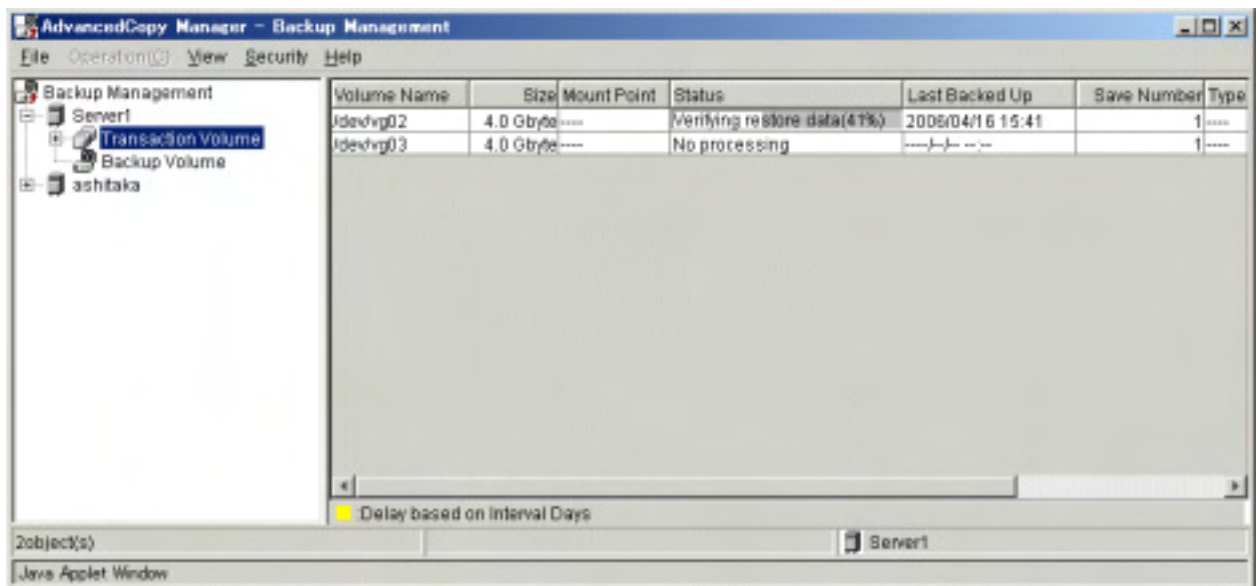 AdvancedCopy Manager - Backup Management
File Operation(O) View Security Help
Backup Management
Server1
Transaction Volume
Backup Volume
ashitaka
Volume Name Size Mount Point Status Last Backed Up Save Number Type
/dev/vg02 4.0 Gbyte ---- Verifying restore data(41%) 2006/04/16 15:41 1 ----
/dev/vg03 4.0 Gbyte ---- No processing ----/--/-- --:-- 1 ----
:Delay based on Interval Days
2object(s)
Server1
Java Applet Window